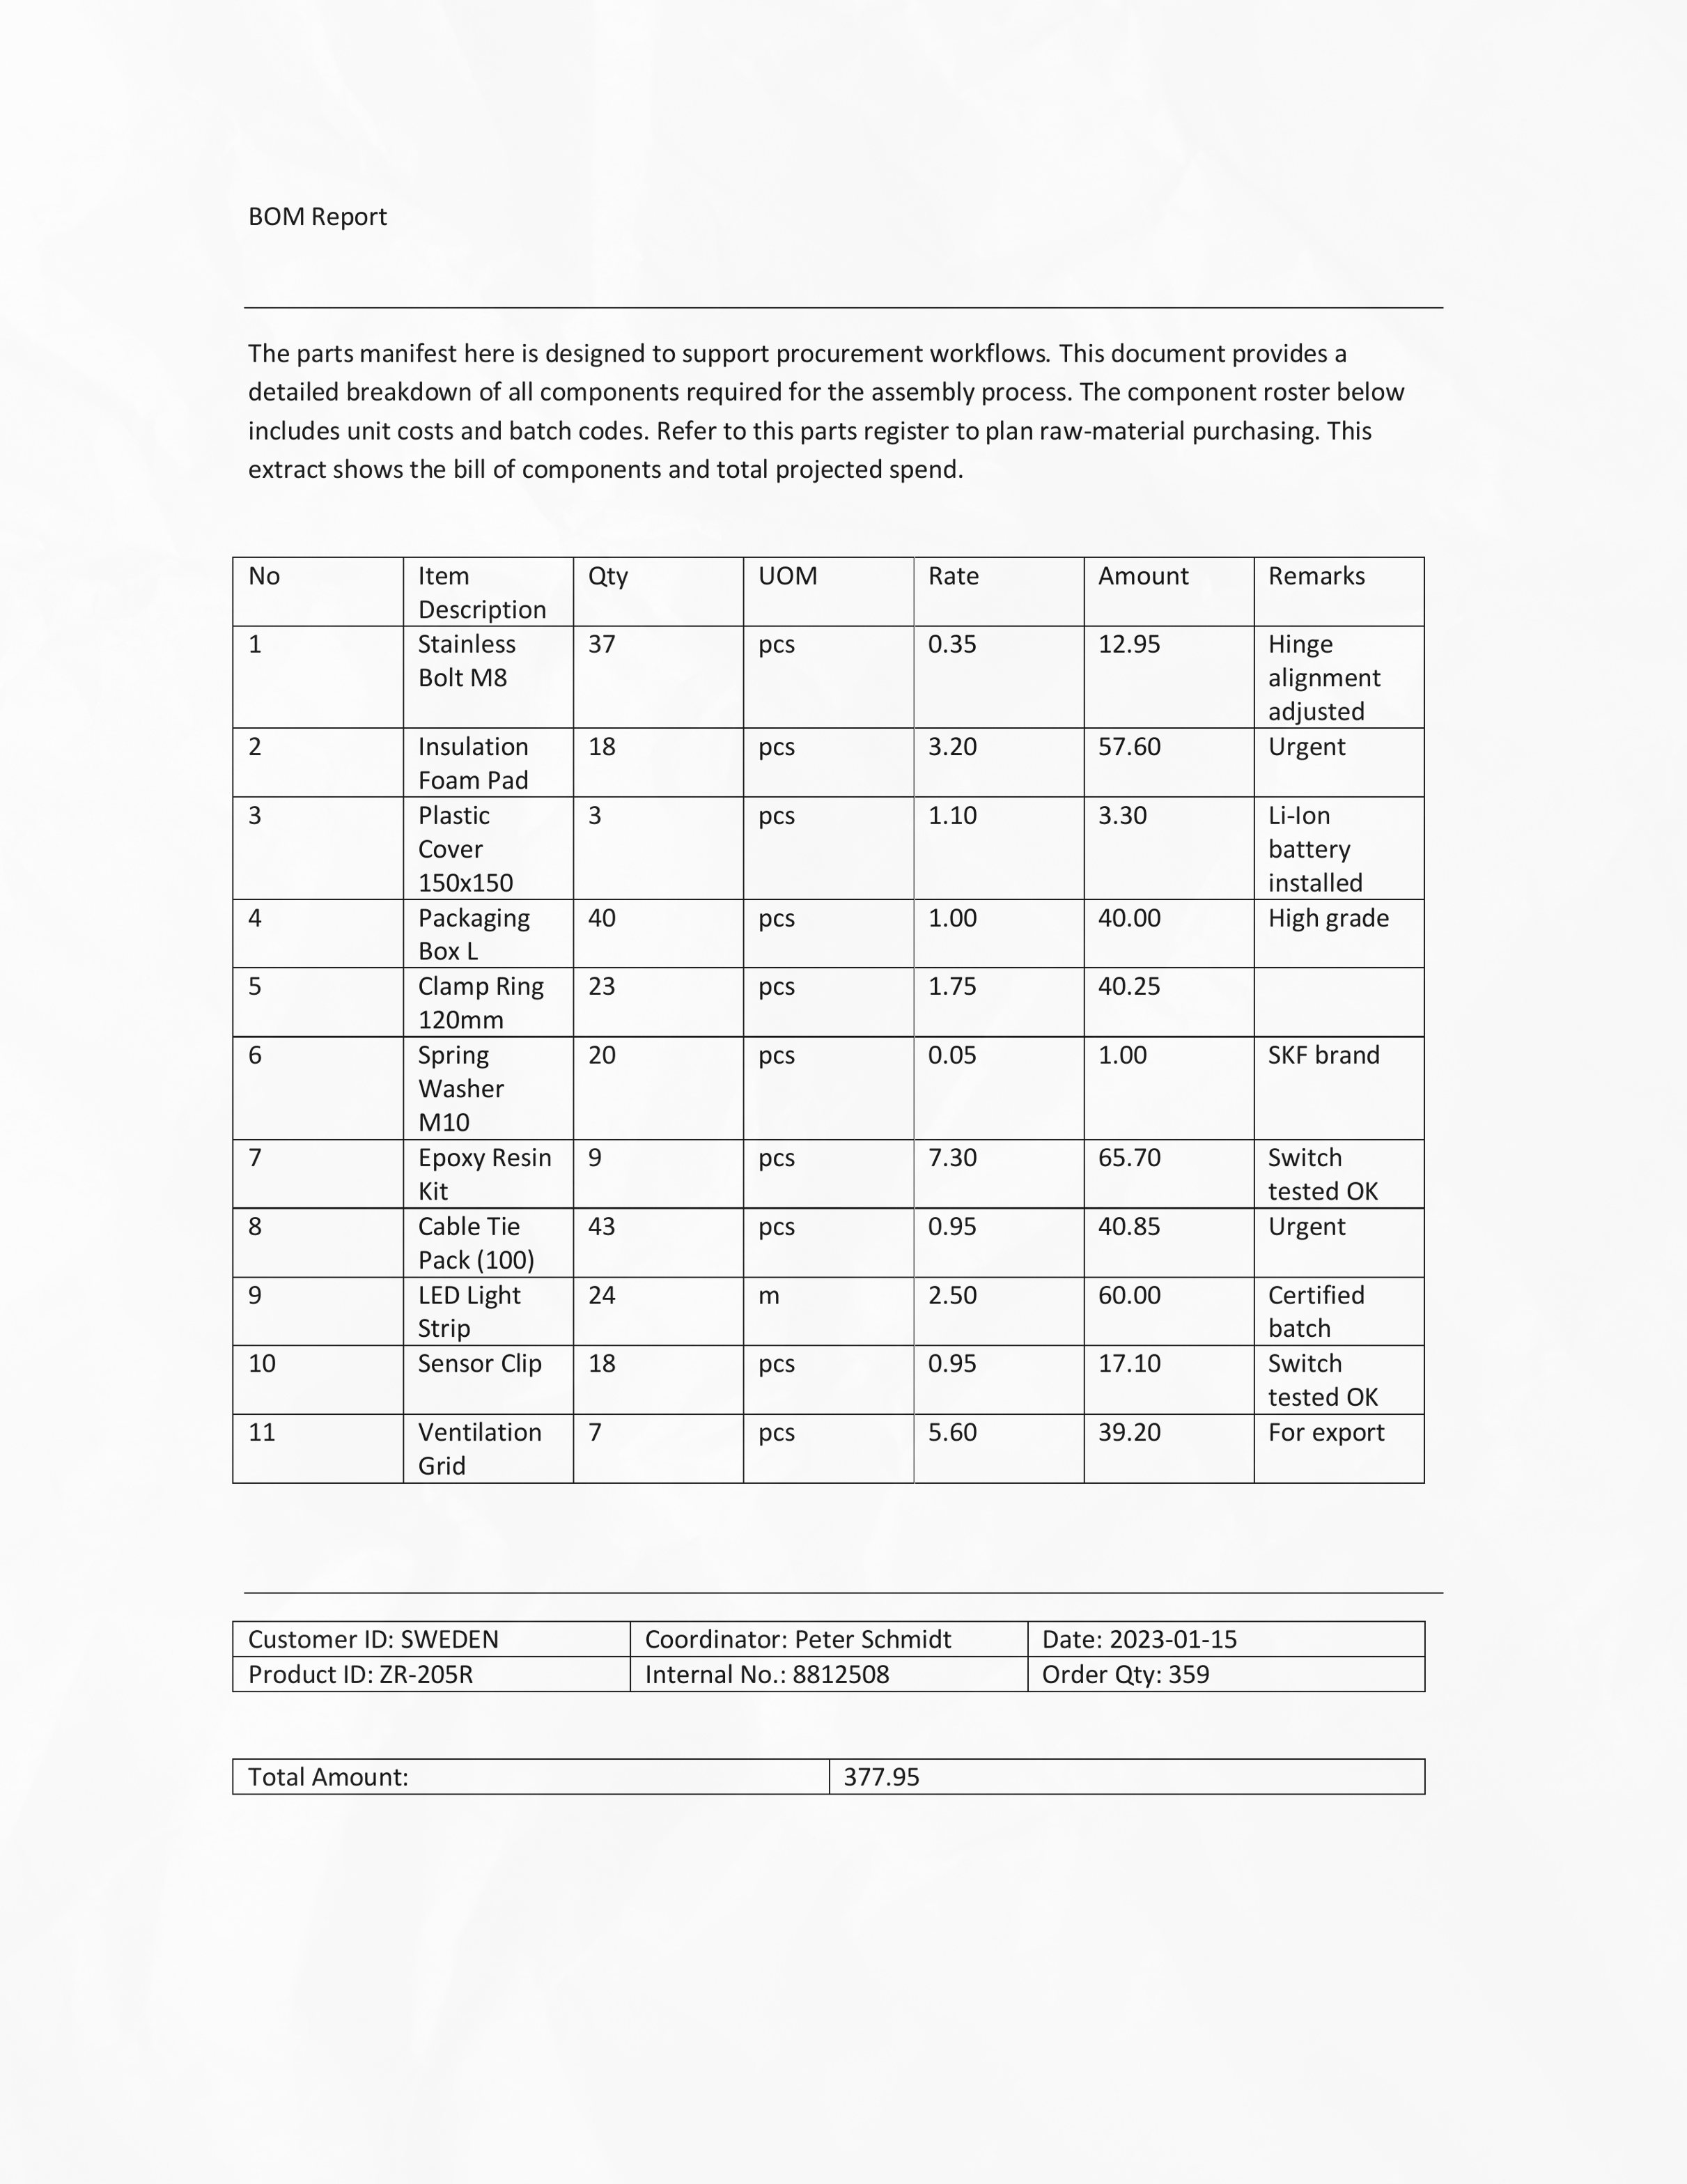 BOM Report
The parts manifest here is designed to support procurement workflows. This document provides a
detailed breakdown of all components required for the assembly process. The component roster below
includes unit costs and batch codes. Refer to this parts register to plan raw-material purchasing. This
extract shows the bill of components and total projected spend.
No Item Description Qty UOM Rate Amount Remarks
1 Stainless Bolt M8 37 pcs 0.35 12.95 Hinge alignment adjusted
2 Insulation Foam Pad 18 pcs 3.20 57.60 Urgent
3 Plastic Cover 150x150 3 pcs 1.10 3.30 Li-Ion battery installed
4 Packaging Box L 40 pcs 1.00 40.00 High grade
5 Clamp Ring 120mm 23 pcs 1.75 40.25
6 Spring Washer M10 20 pcs 0.05 1.00 SKF brand
7 Epoxy Resin Kit 9 pcs 7.30 65.70 Switch tested OK
8 Cable Tie Pack (100) 43 pcs 0.95 40.85 Urgent
9 LED Light Strip 24 m 2.50 60.00 Certified batch
10 Sensor Clip 18 pcs 0.95 17.10 Switch tested OK
11 Ventilation Grid 7 pcs 5.60 39.20 For export
Customer ID: SWEDEN Coordinator: Peter Schmidt Date: 2023-01-15
Product ID: ZR-205R Internal No.: 8812508 Order Qty: 359
Total Amount: 377.95